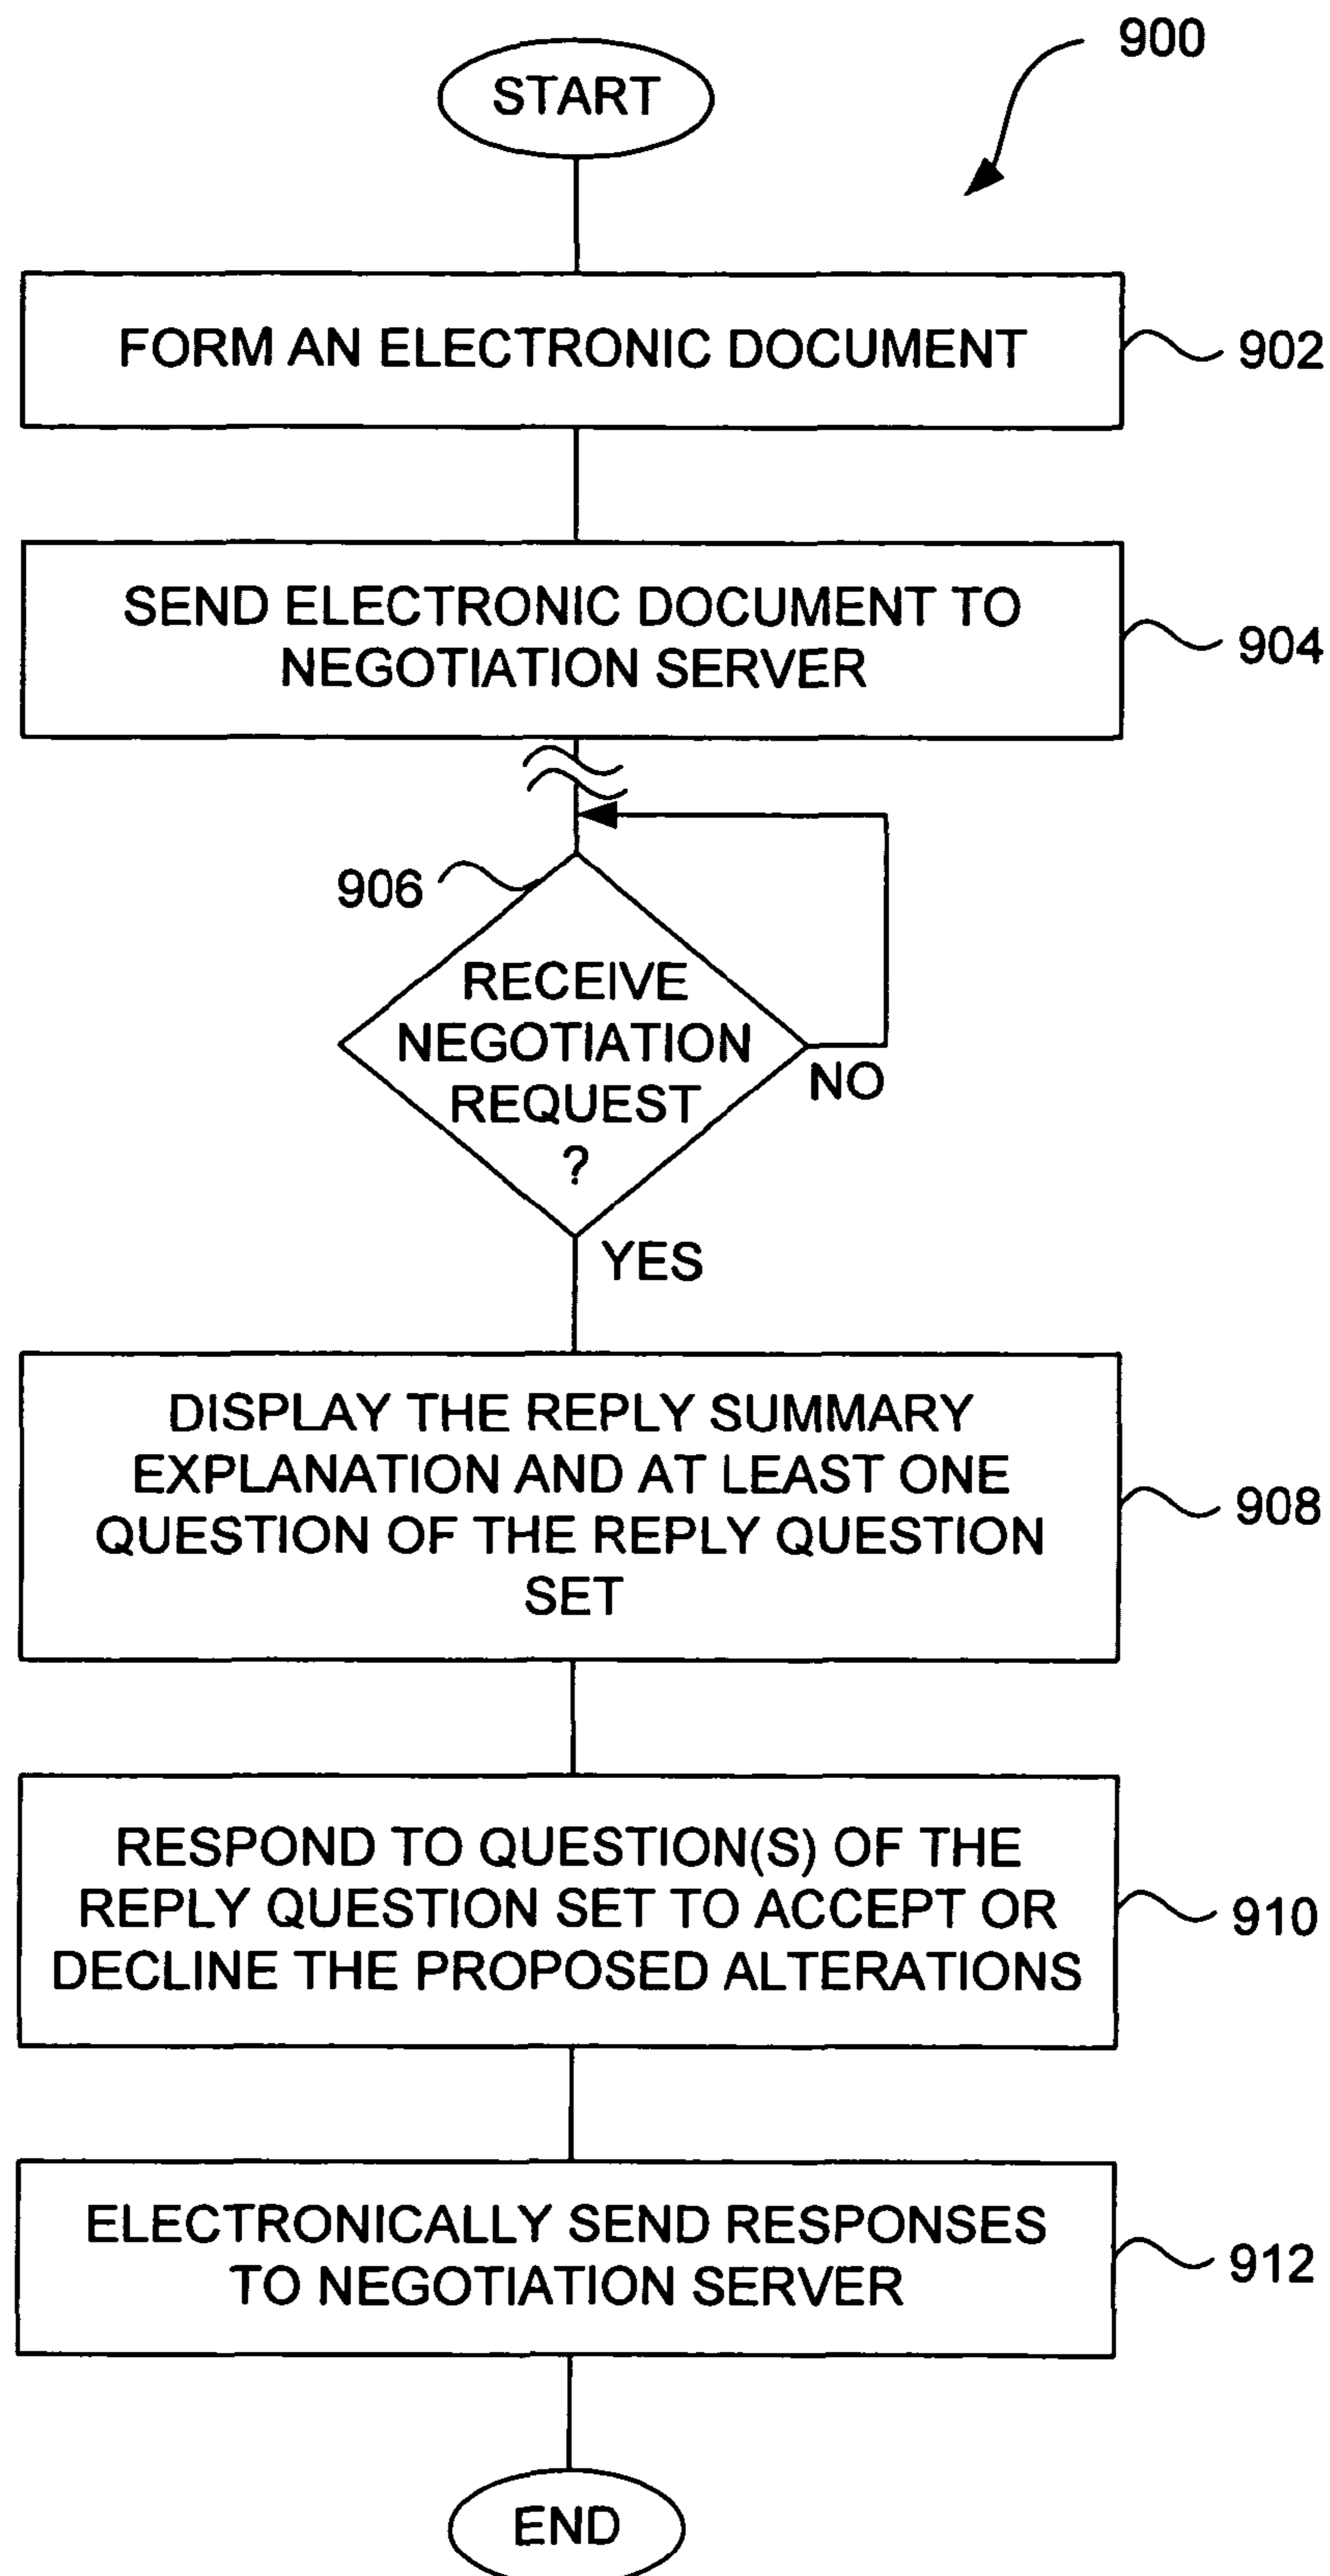 900
START
FORM AN ELECTRONIC DOCUMENT
902
SEND ELECTRONIC DOCUMENT TO
NEGOTIATION SERVER
904
906
RECEIVE
NEGOTIATION
REQUEST
?
NO
YES
DISPLAY THE REPLY SUMMARY
EXPLANATION AND AT LEAST ONE
QUESTION OF THE REPLY QUESTION
SET
908
RESPOND TO QUESTION(S) OF THE
REPLY QUESTION SET TO ACCEPT OR
DECLINE THE PROPOSED ALTERATIONS
910
ELECTRONICALLY SEND RESPONSES
TO NEGOTIATION SERVER
912
END